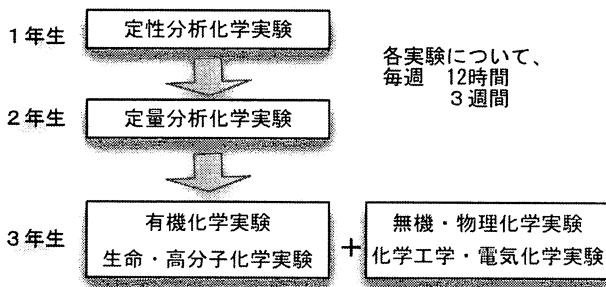 1年生
定性分析化学実験
各実験について、
毎週 12時間
3週間
2年生
定量分析化学実験
3年生
有機化学実験
生命・高分子化学実験
+
無機・物理化学実験
化学工学・電気化学実験